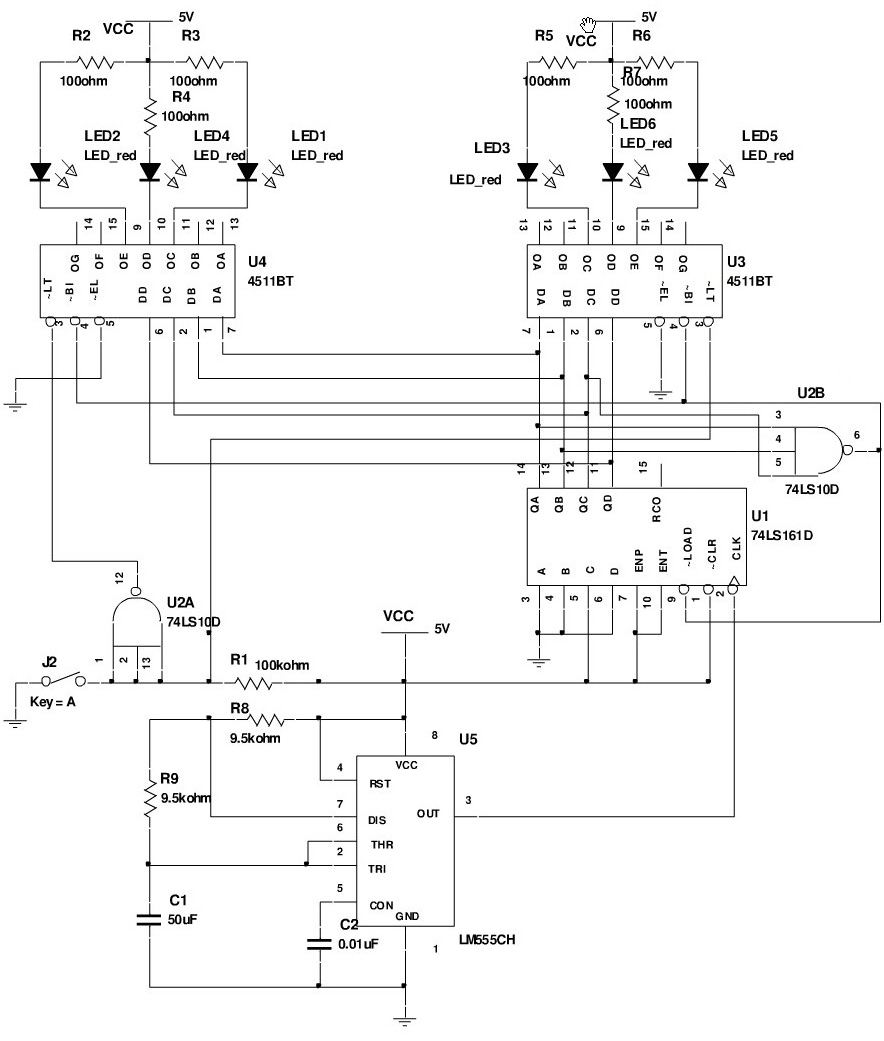 VCC 5V
R2 R3
100ohm 100ohm
R4
100ohm
LED2 LED4 LED1
LED_red LED_red LED_red
VCC 5V
R5 R6
100ohm 100ohm
R7
100ohm
LED6
LED_red
LED3 LED5
LED_red LED_red
14 15 9 10 11 12 13
OG OF OE OD OC OB OA
~LT ~BI ~EL DD DC DB DA
U4
4511BT
3 4 5 6 2 1 7
13 12 11 10 9 15 14
OA OB OC OD OE OF OG
DA DB DC DD ~EL ~BI ~LT
U3
4511BT
7 1 2 6 5 4 3
U2B
3
4
5
6
74LS10D
14 13 12 11 15
QA QB QC QD RCO
A B C D ENP ENT ~LOAD ~CLR CLK
U1
74LS161D
3 4 5 6 7 10 9 1 2
12
U2A
74LS10D
1 2 13
J2
Key = A
VCC
5V
R1 100kohm
R8
9.5kohm
R9
9.5kohm
8
U5
VCC
4 RST
7 DIS
6 THR
2 TRI
5 CON
OUT 3
GND
1
LM555CH
C1
50uF
C2
0.01uF